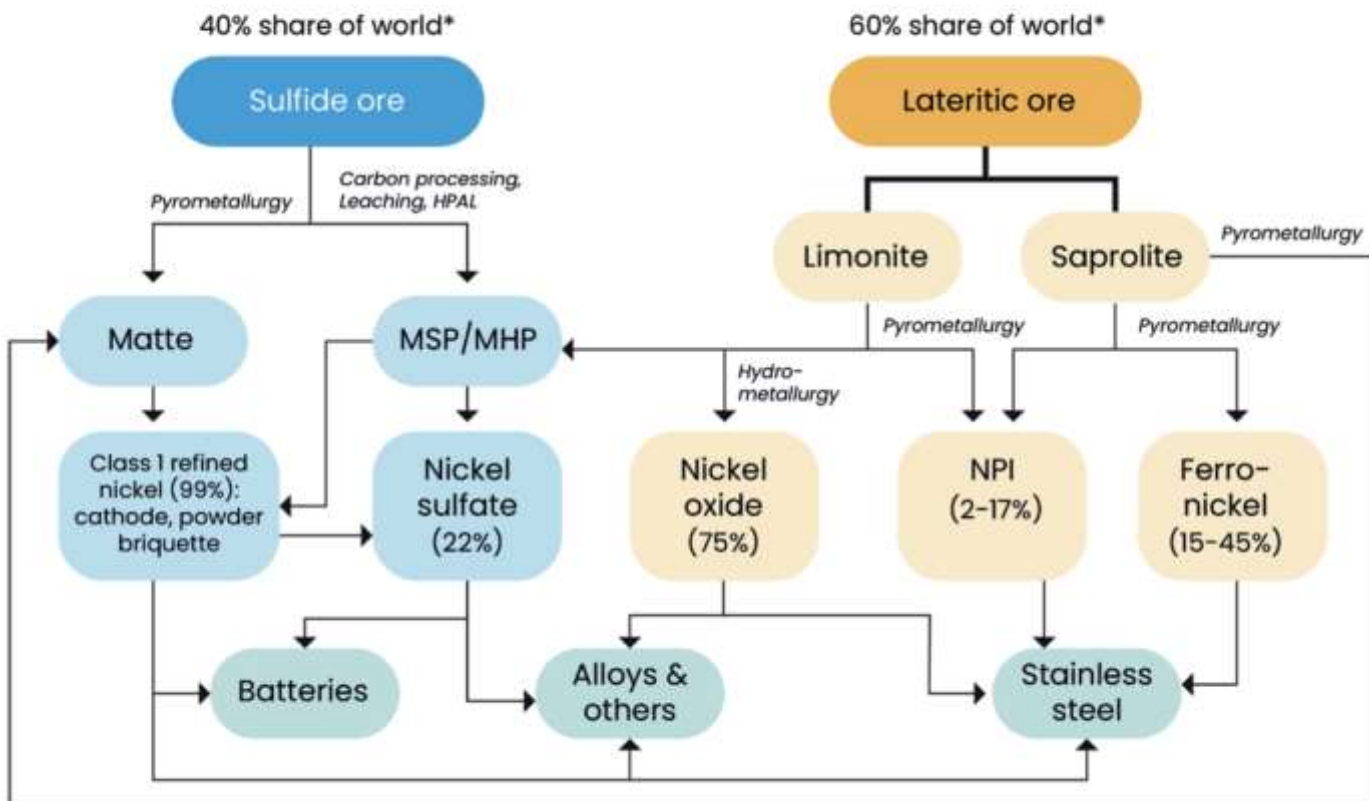 40% share of world*
60% share of world*
Sulfide ore
Lateritic ore
Pyrometallurgy
Carbon processing,
Leaching, HPAL
Limonite
Saprolite
Pyrometallurgy
Matte
MSP/MHP
Pyrometallurgy
Pyrometallurgy
Hydro-
metallurgy
Class 1 refined
nickel (99%):
cathode, powder
briquette
Nickel
sulfate
(22%)
Nickel
oxide
(75%)
NPI
(2-17%)
Ferro-
nickel
(15-45%)
Batteries
Alloys &
others
Stainless
steel